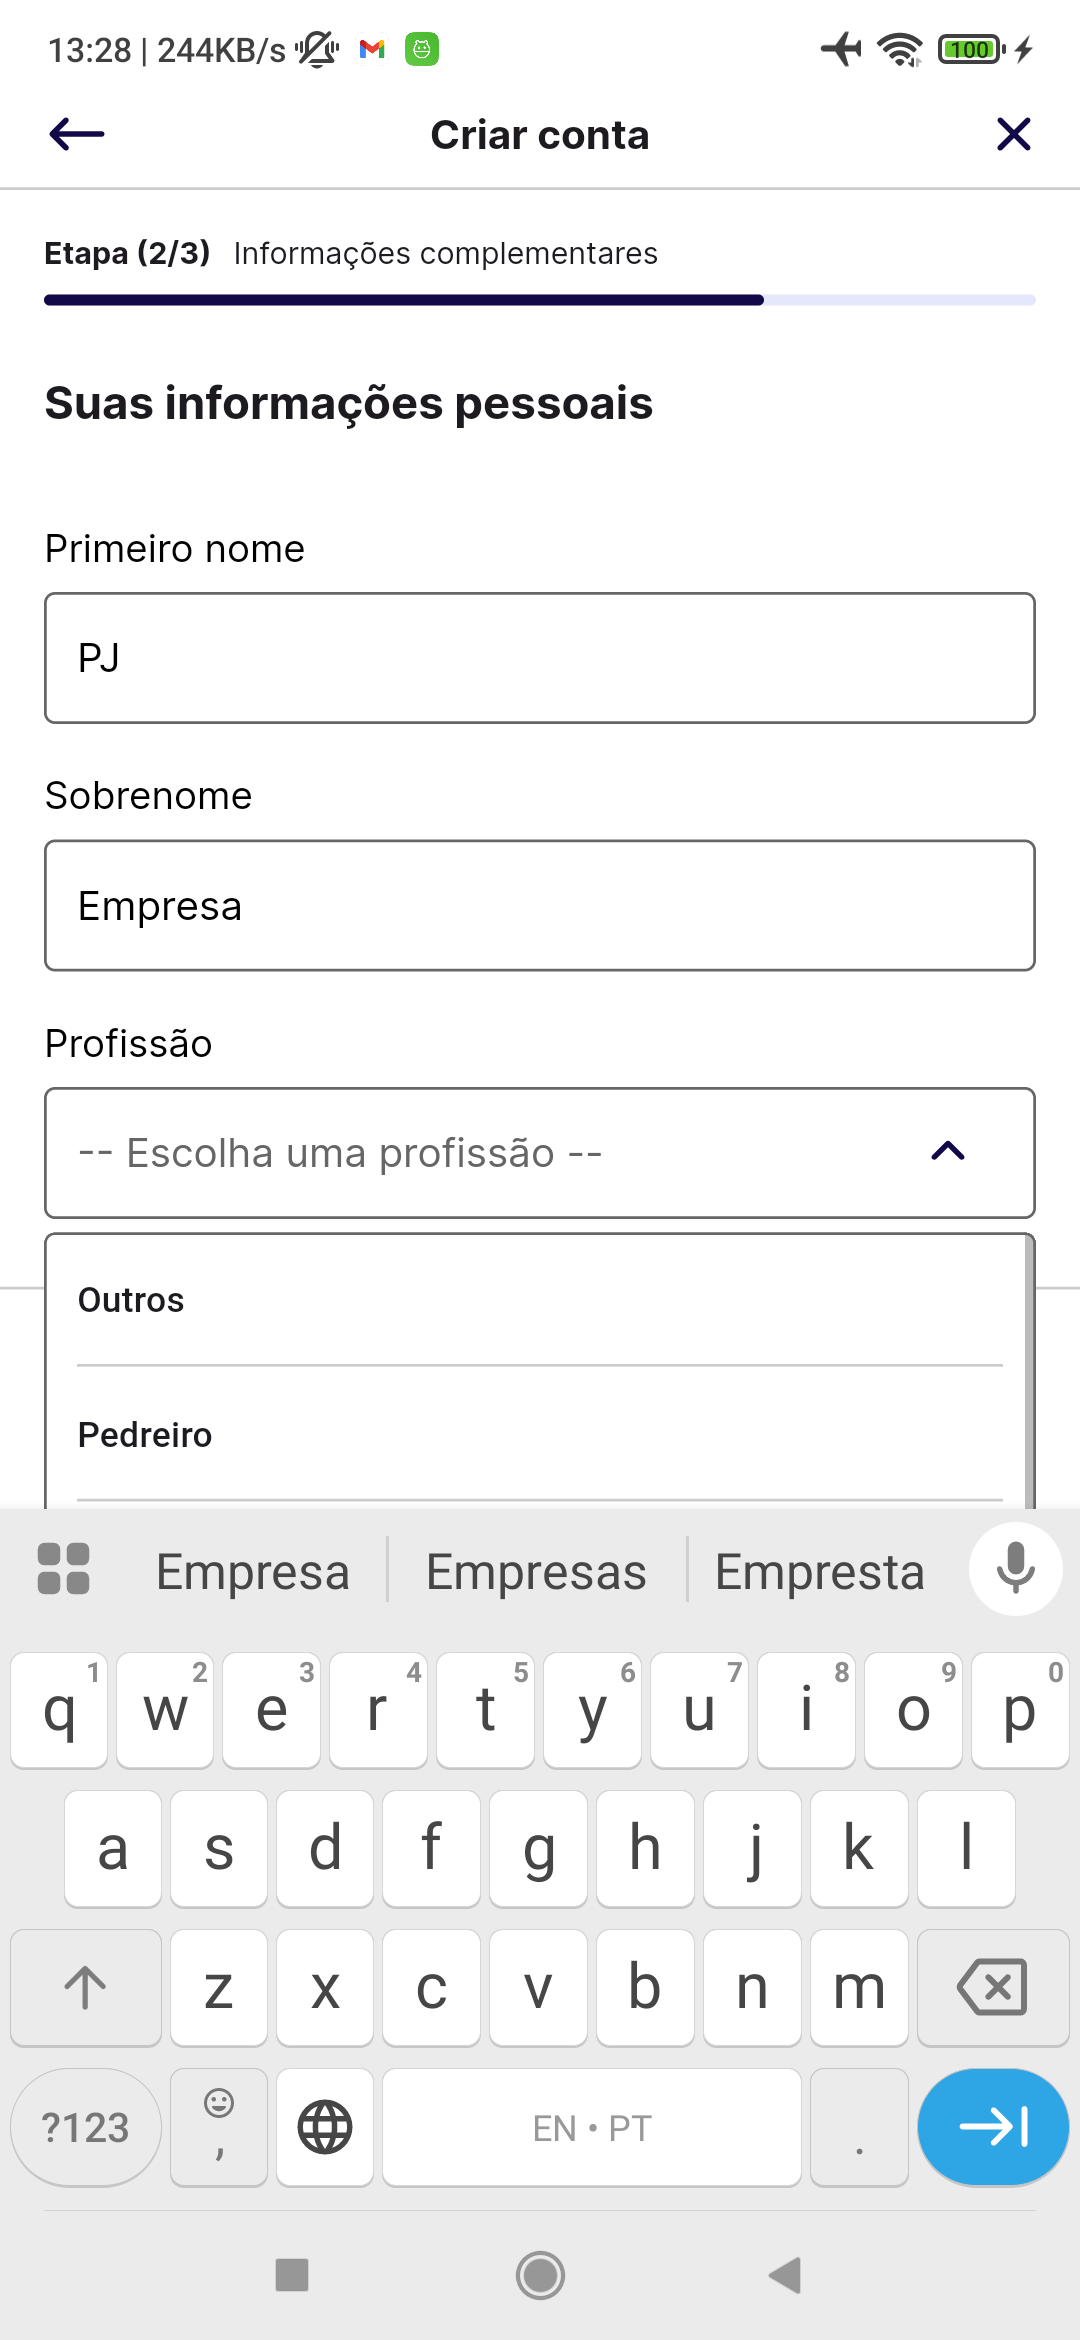 13:28 | 244KB/s
100
Criar conta
Etapa (2/3) Informações complementares
Suas informações pessoais
Primeiro nome
PJ
Sobrenome
Empresa
Profissão
-- Escolha uma profissão --
Outros
Pedreiro
Empresa Empresas Empresta
1 2 3 4 5 6 7 8 9 0
q w e r t y u i o p
a s d f g h j k l
z x c v b n m
?123 , EN • PT .